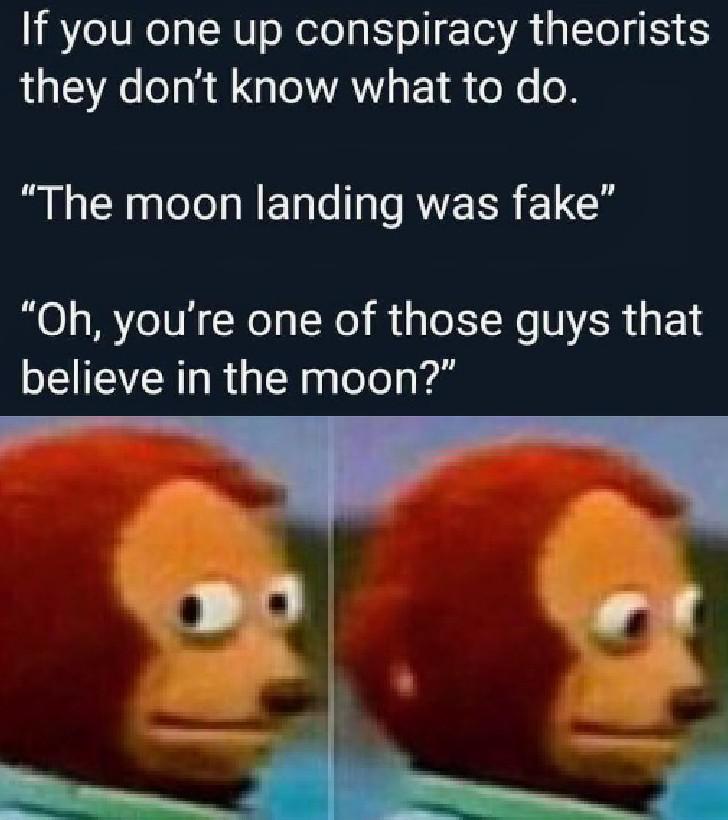 If you one up conspiracy theorists
they don’t know what to do.
“The moon landing was fake”
“Oh, you’re one of those guys that
believe in the moon?”